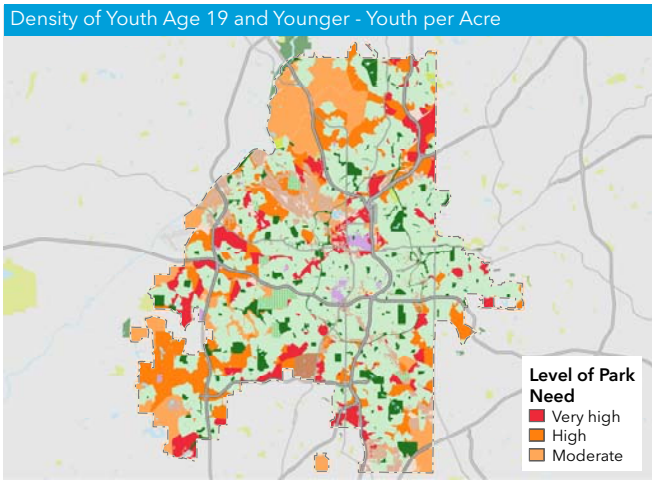 Density of Youth Age 19 and Younger - Youth per Acre
Level of Park
Need
Very high
High
Moderate